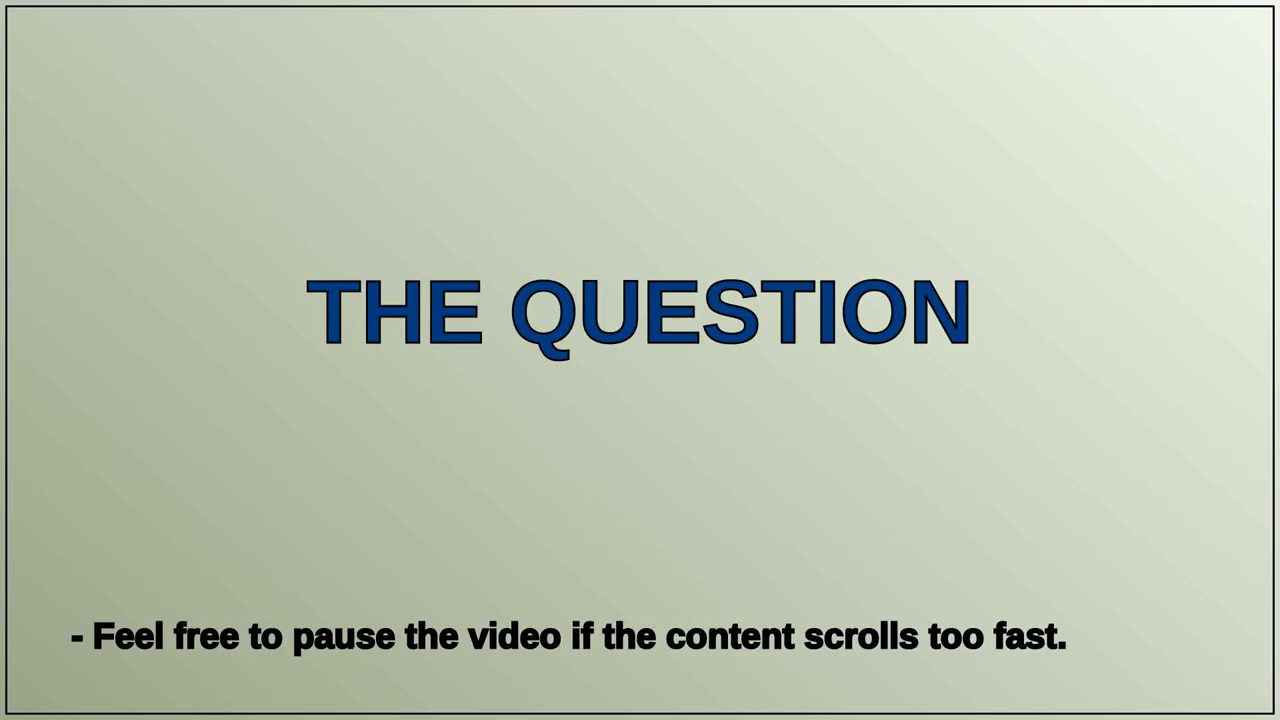 THE QUESTION
- Feel free to pause the video if the content scrolls too fast.